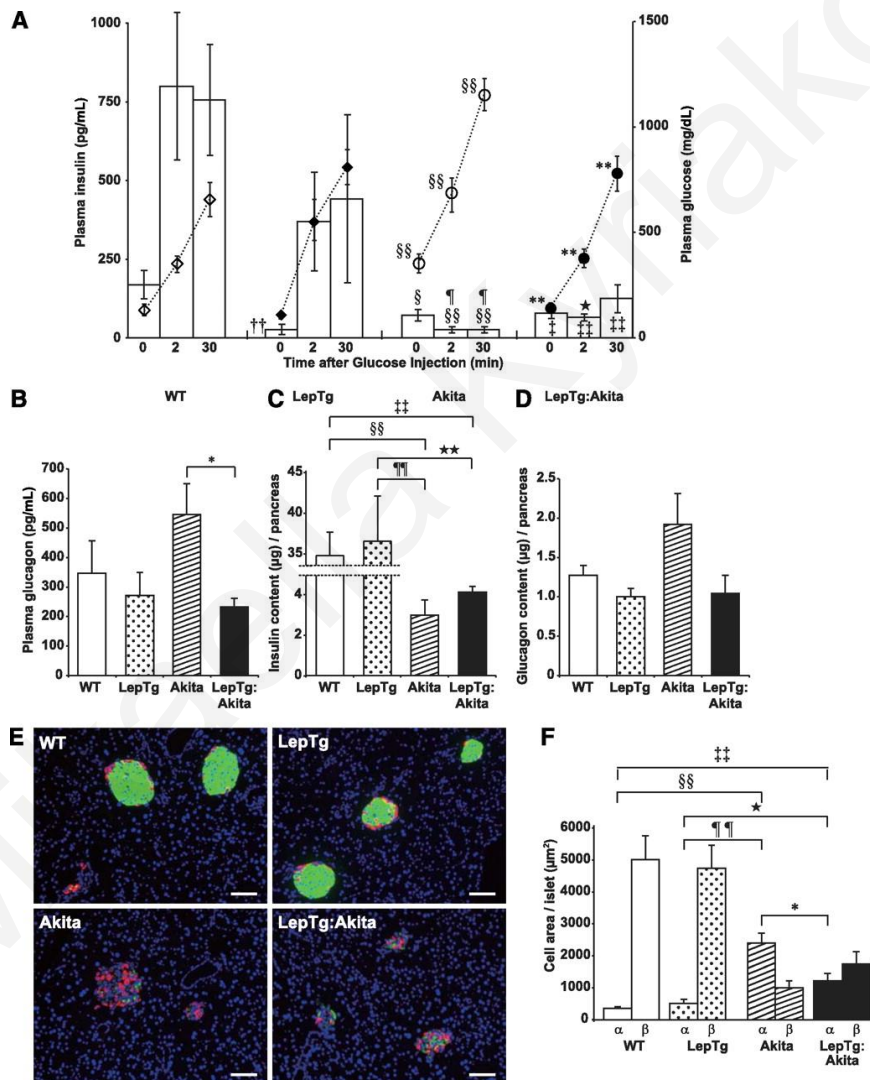 A
1000
750
500
250
0
Plasma insulin (pg/mL)
1500
1000
500
0
Plasma glucose (mg/dL)
††
§§
§§
§§
§
¶
§§
¶
§§
**
**
**
‡
★
‡‡
‡‡
0 2 30 0 2 30 0 2 30 0 2 30
Time after Glucose Injection (min)
WT LepTg Akita LepTg:Akita
B
700
600
500
400
300
200
100
0
Plasma glucagon (pg/mL)
*
WT LepTg Akita LepTg:
Akita
C
‡‡
§§
★★
¶¶
45
35
4
0
Insulin content (µg) / pancreas
WT LepTg Akita LepTg:
Akita
D
2.5
2.0
1.5
1.0
0.5
0
Glucagon content (µg) / pancreas
WT LepTg Akita LepTg:
Akita
E
WT
LepTg
Akita
LepTg:Akita
F
‡‡
§§
★
¶¶
*
6000
5000
4000
3000
2000
1000
0
Cell area / islet (µm²)
α β α β α β α β
WT LepTg Akita LepTg:
Akita